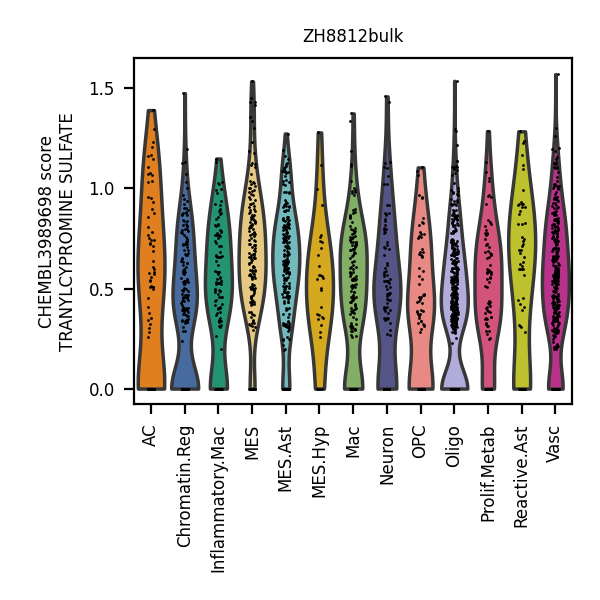 ZH8812bulk
CHEMBL3989698 score
TRANYLCYPROMINE SULFATE
1.5
1.0
0.5
0.0
AC
Chromatin.Reg
Inflammatory.Mac
MES
MES.Ast
MES.Hyp
Mac
Neuron
OPC
Oligo
Prolif.Metab
Reactive.Ast
Vasc